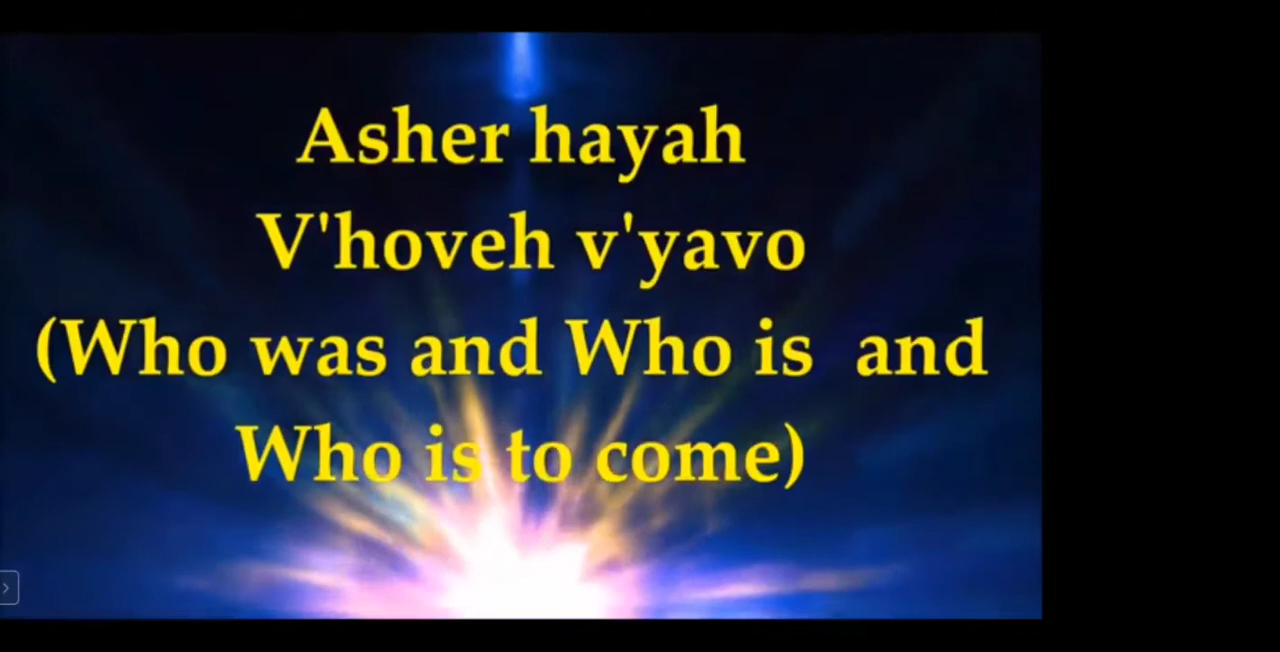 Asher hayah
V'hoveh v'yavo
(Who was and Who is  and
Who is to come)